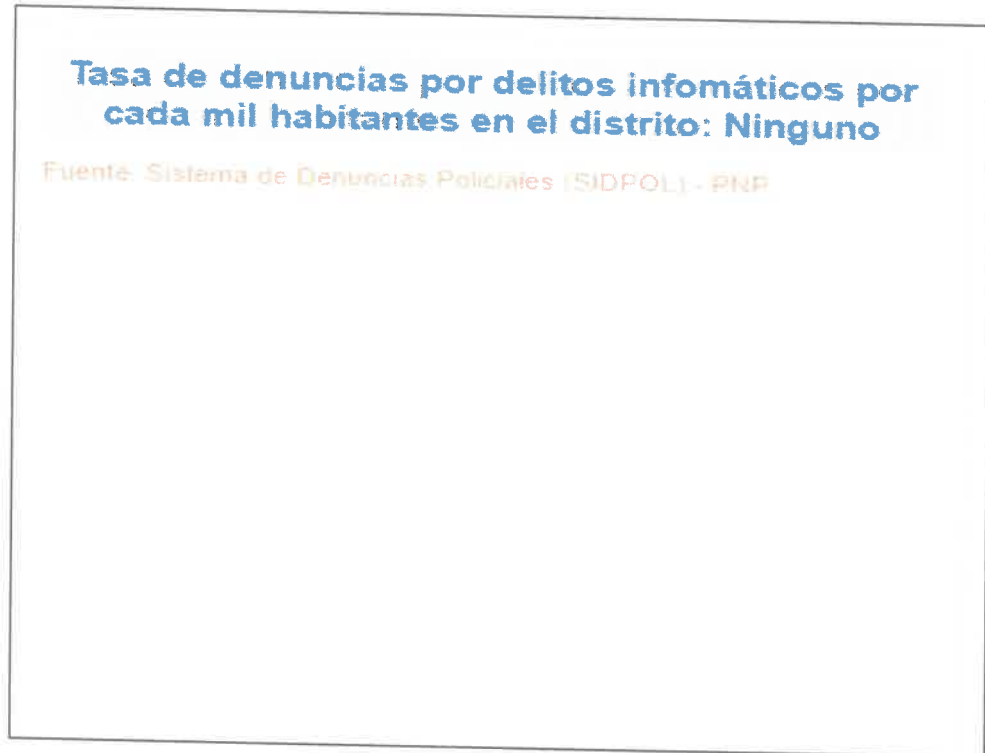 Tasa de denuncias por delitos infomáticos por
cada mil habitantes en el distrito: Ninguno
Fuente: Sistema de Denuncias Policiales (SIDPOL) - PNP